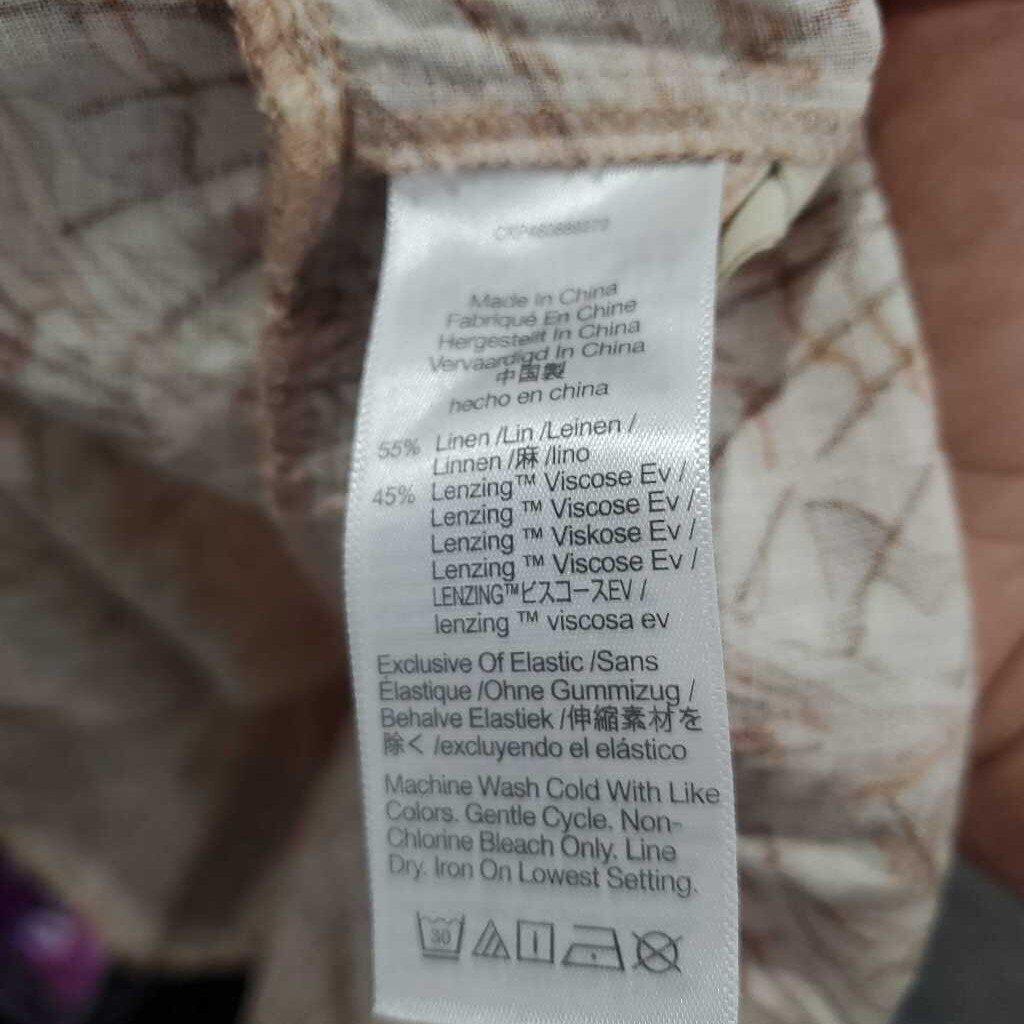 Made In China
Fabriqué En Chine
Hergestellt In China
Vervaardigd In China
中国製
hecho en china
55% Linen /Lin /Leinen /
Linnen /麻 /lino
45% Lenzing™ Viscose Ev /
Lenzing ™ Viscose Ev /
Lenzing ™ Viskose Ev /
Lenzing ™ Viscose Ev /
LENZING™ビスコースEV /
lenzing ™ viscosa ev
Exclusive Of Elastic /Sans
Élastique /Ohne Gummizug /
Behalve Elastiek /伸縮素材を
除く /excluyendo el elástico
Machine Wash Cold With Like
Colors. Gentle Cycle. Non-
Chlorine Bleach Only. Line
Dry. Iron On Lowest Setting.
30